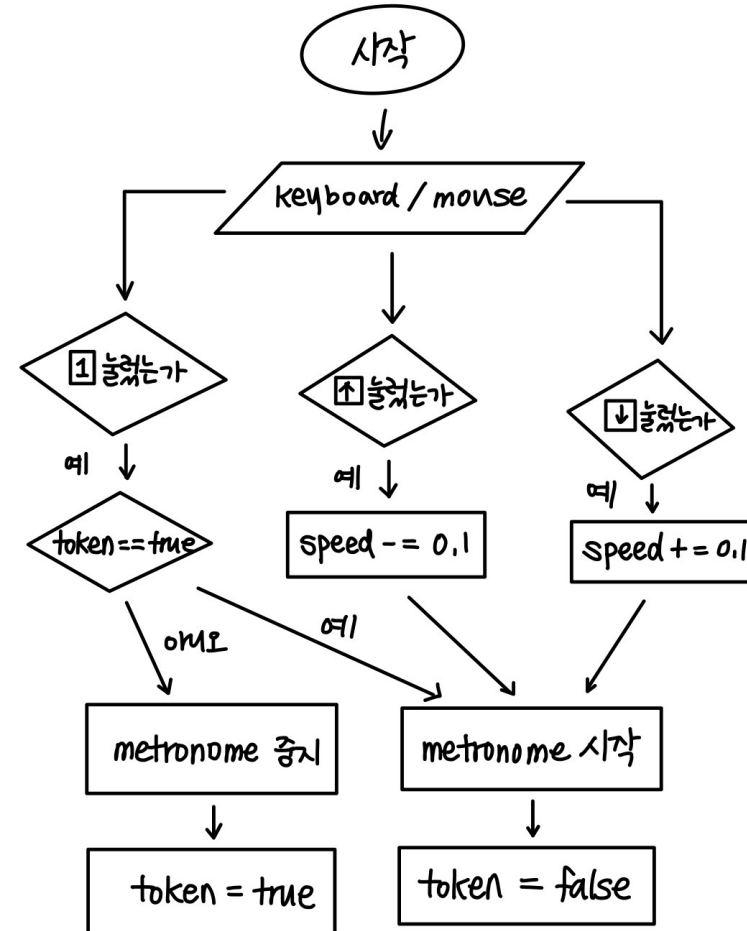 시작
keyboard / mouse
1 눌렀는가
↑ 눌렀는가
↓ 눌렀는가
예
예
예
token == true
speed -= 0.1
speed += 0.1
아니오
예
metronome 중지
metronome 시작
token = true
token = false